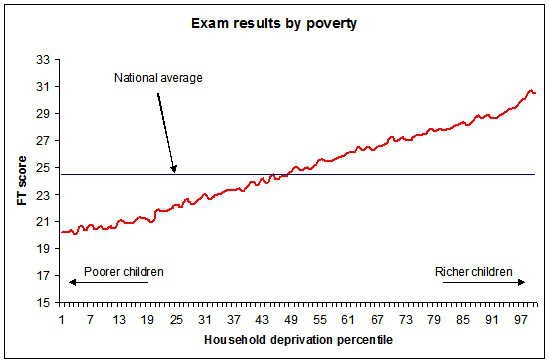 Exam results by poverty
33
31
29
27
25
23
21
19
17
15
FT score
National average
Poorer children
Richer children
1 7 13 19 25 31 37 43 49 55 61 67 73 79 85 91 97
Household deprivation percentile